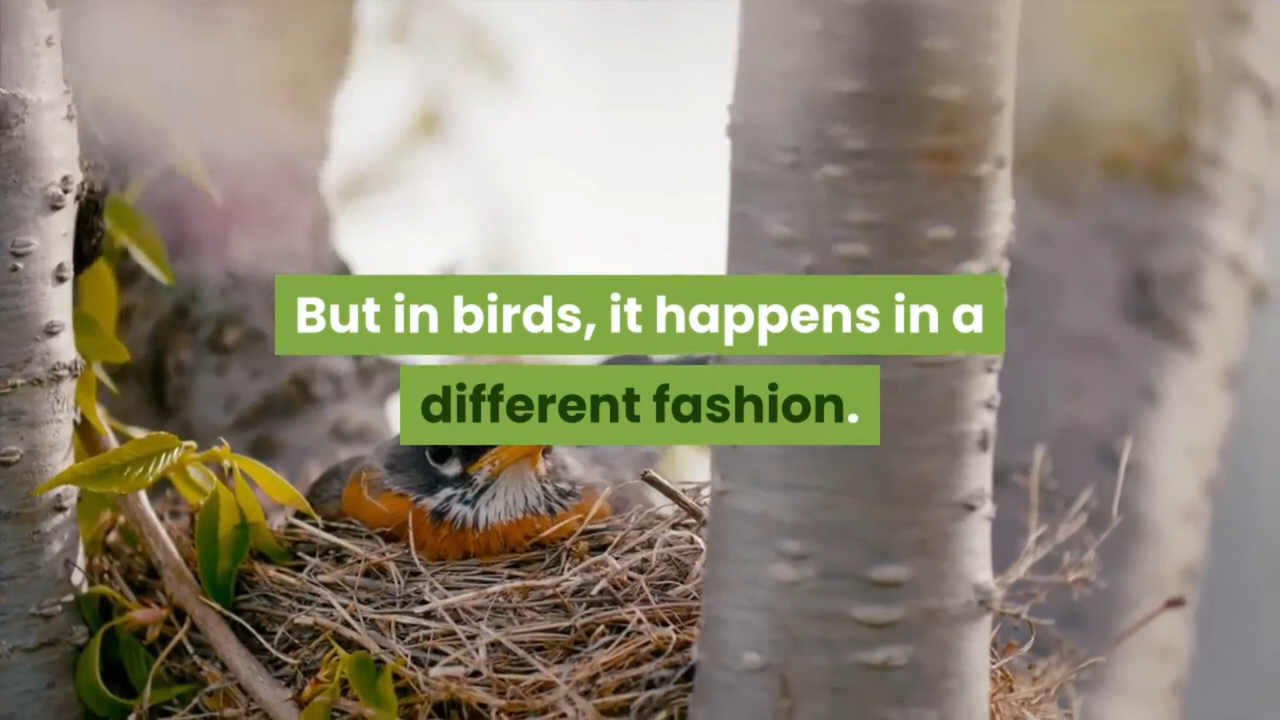 But in birds, it happens in a
different fashion.